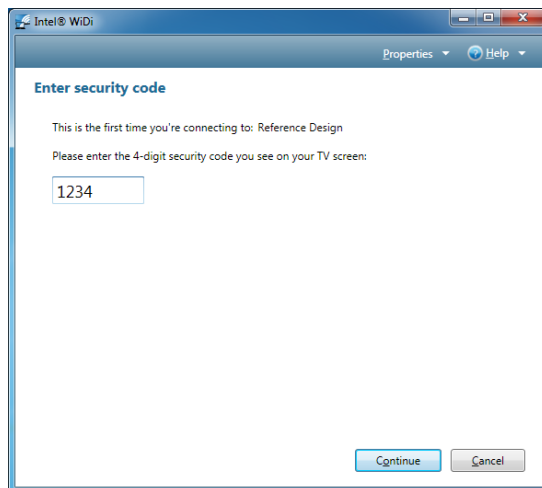 Intel® WiDi
Properties Help
Enter security code
This is the first time you're connecting to: Reference Design
Please enter the 4-digit security code you see on your TV screen:
1234
Continue Cancel